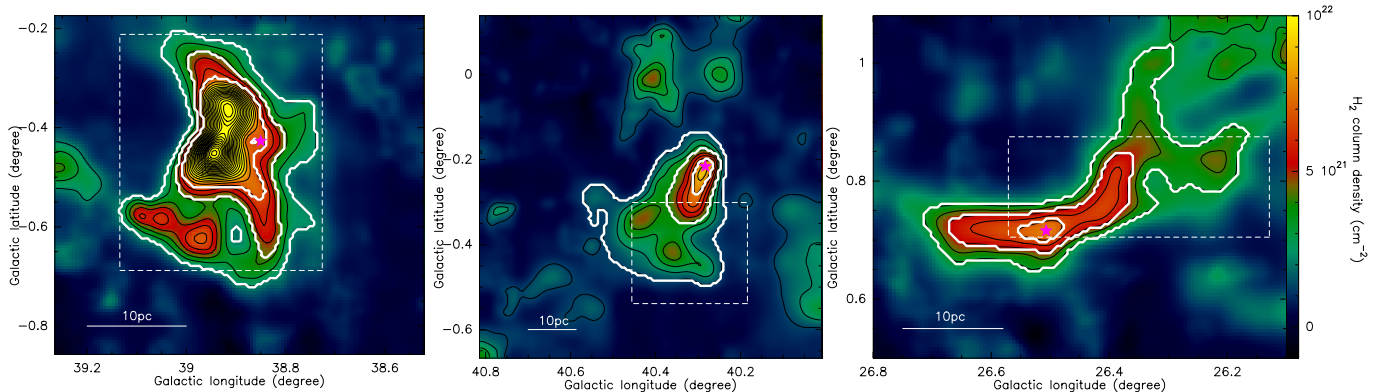 −0.2
−0.4
−0.6
−0.8
Galactic latitude (degree)
10pc
39.2
39
38.8
38.6
Galactic longitude (degree)
0
−0.2
−0.4
−0.6
Galactic latitude (degree)
10pc
40.8
40.6
40.4
40.2
Galactic longitude (degree)
1
0.8
0.6
Galactic latitude (degree)
10pc
26.8
26.6
26.4
26.2
Galactic longitude (degree)
10²²
5 10²¹
0
H₂ column density (cm⁻²)